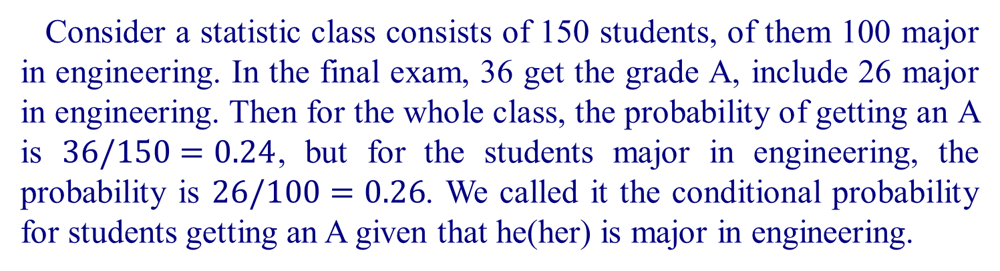 Consider a statistic class consists of 150 students, of them 100 major
in engineering. In the final exam, 36 get the grade A, include 26 major
in engineering. Then for the whole class, the probability of getting an A
is 36/150 = 0.24, but for the students major in engineering, the
probability is 26/100 = 0.26. We called it the conditional probability
for students getting an A given that he(her) is major in engineering.